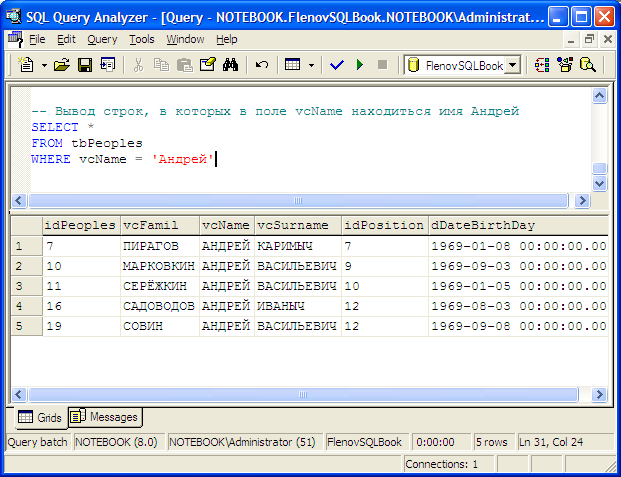 SQL Query Analyzer - [Query - NOTEBOOK.FlenovSQLBook.NOTEBOOK\Administrat...
File Edit Query Tools Window Help
FlenovSQLBook
-- Вывод строк, в которых в поле vcName находиться имя Андрей
SELECT *
FROM tbPeoples
WHERE vcName = 'Андрей'
idPeoples vcFamil vcName vcSurname idPosition dDateBirthDay
1 7 ПИРАГОВ АНДРЕЙ КАРИМЫЧ 7 1969-01-08 00:00:00.00
2 10 МАРКОВКИН АНДРЕЙ ВАСИЛЬЕВИЧ 9 1969-09-03 00:00:00.00
3 11 СЕРЁЖКИН АНДРЕЙ ВАСИЛЬЕВИЧ 10 1969-01-05 00:00:00.00
4 16 САДОВОДОВ АНДРЕЙ ИВАНЫЧ 12 1969-08-03 00:00:00.00
5 19 СОВИН АНДРЕЙ ВАСИЛЬЕВИЧ 12 1969-09-08 00:00:00.00
Grids Messages
Query batch NOTEBOOK (8.0) NOTEBOOK\Administrator (51) FlenovSQLBook 0:00:00 5 rows Ln 31, Col 24
Connections: 1